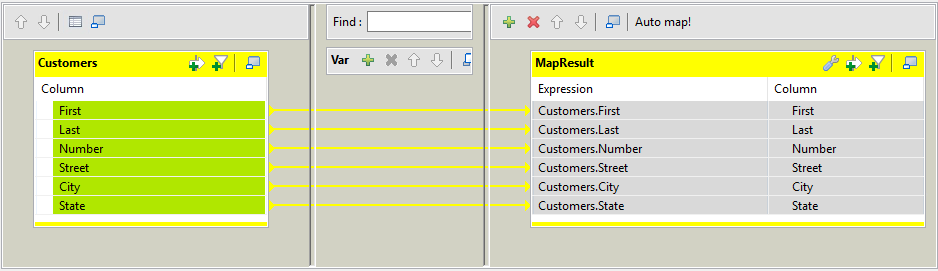 Find :
Auto map!
Customers
Var
MapResult
Column
Expression Column
First
Customers.First First
Last
Customers.Last Last
Number
Customers.Number Number
Street
Customers.Street Street
City
Customers.City City
State
Customers.State State